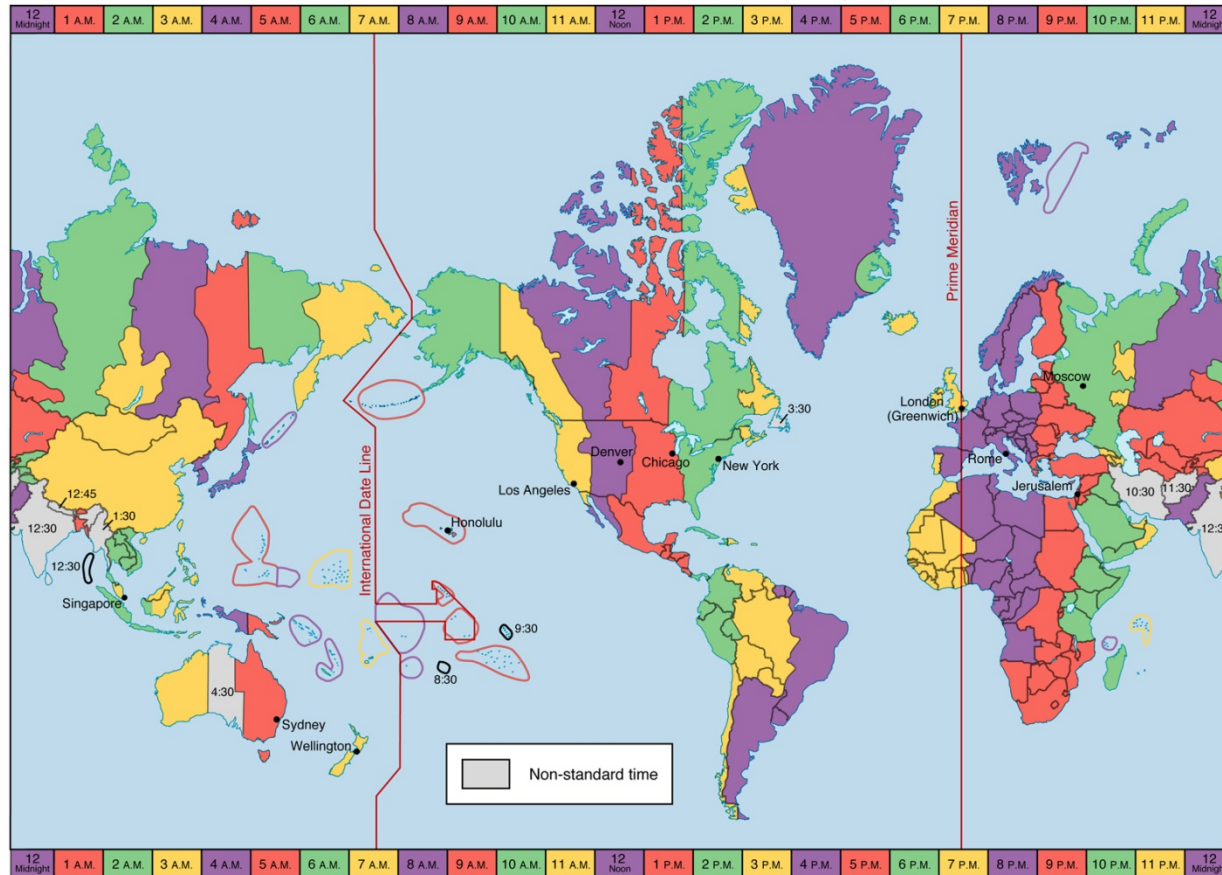 12 Midnight 1 A.M. 2 A.M. 3 A.M. 4 A.M. 5 A.M. 6 A.M. 7 A.M. 8 A.M. 9 A.M. 10 A.M. 11 A.M. 12 Noon 1 P.M. 2 P.M. 3 P.M. 4 P.M. 5 P.M. 6 P.M. 7 P.M. 8 P.M. 9 P.M. 10 P.M. 11 P.M. 12 Midnight
Prime Meridian
Moscow
London
(Greenwich)
3:30
Denver
Chicago
New York
Rome
Los Angeles
Jerusalem
10:30
11:30
12:45
1:30
12:30
Honolulu
International Date Line
12:30
Singapore
9:30
8:30
4:30
Sydney
Wellington
Non-standard time
12 Midnight 1 A.M. 2 A.M. 3 A.M. 4 A.M. 5 A.M. 6 A.M. 7 A.M. 8 A.M. 9 A.M. 10 A.M. 11 A.M. 12 Noon 1 P.M. 2 P.M. 3 P.M. 4 P.M. 5 P.M. 6 P.M. 7 P.M. 8 P.M. 9 P.M. 10 P.M. 11 P.M. 12 Midnight